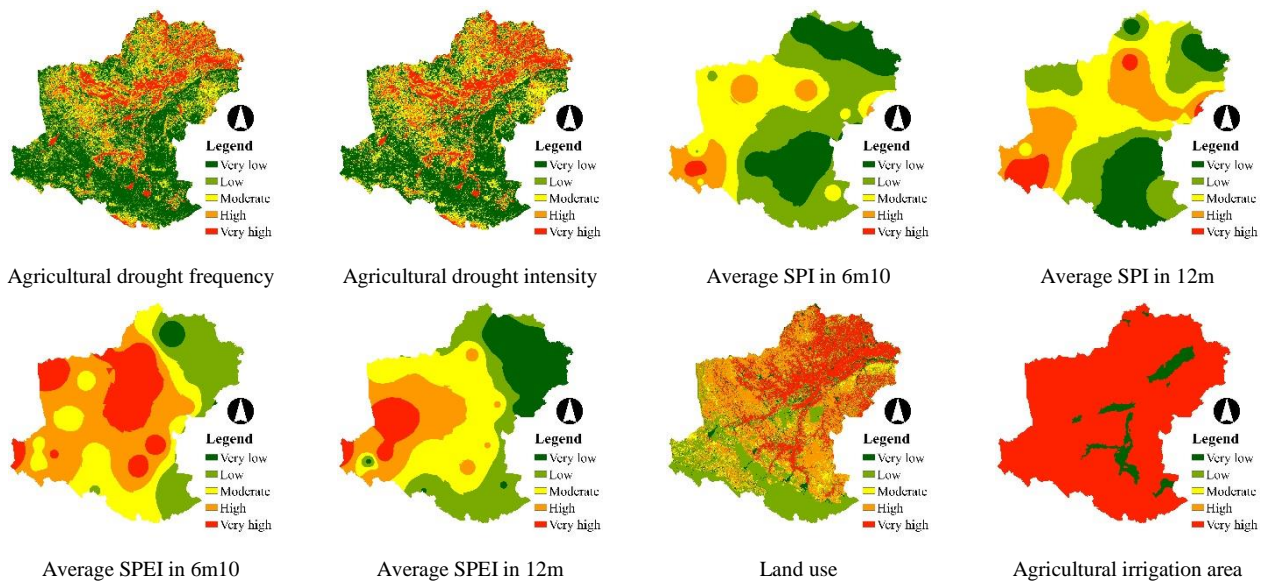 Legend
Very low
Low
Moderate
High
Very high
Agricultural drought frequency
Legend
Very low
Low
Moderate
High
Very high
Agricultural drought intensity
Legend
Very low
Low
Moderate
High
Very high
Average SPI in 6m10
Legend
Very low
Low
Moderate
High
Very high
Average SPI in 12m
Legend
Very low
Low
Moderate
High
Very high
Average SPEI in 6m10
Legend
Very low
Low
Moderate
High
Very high
Average SPEI in 12m
Legend
Very low
Low
Moderate
High
Very high
Land use
Legend
Very low
Low
Moderate
High
Very high
Agricultural irrigation area